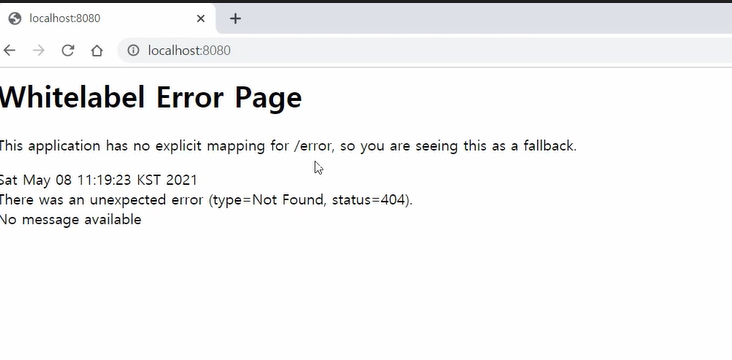 localhost:8080
localhost:8080
Whitelabel Error Page
This application has no explicit mapping for /error, so you are seeing this as a fallback.
Sat May 08 11:19:23 KST 2021
There was an unexpected error (type=Not Found, status=404).
No message available